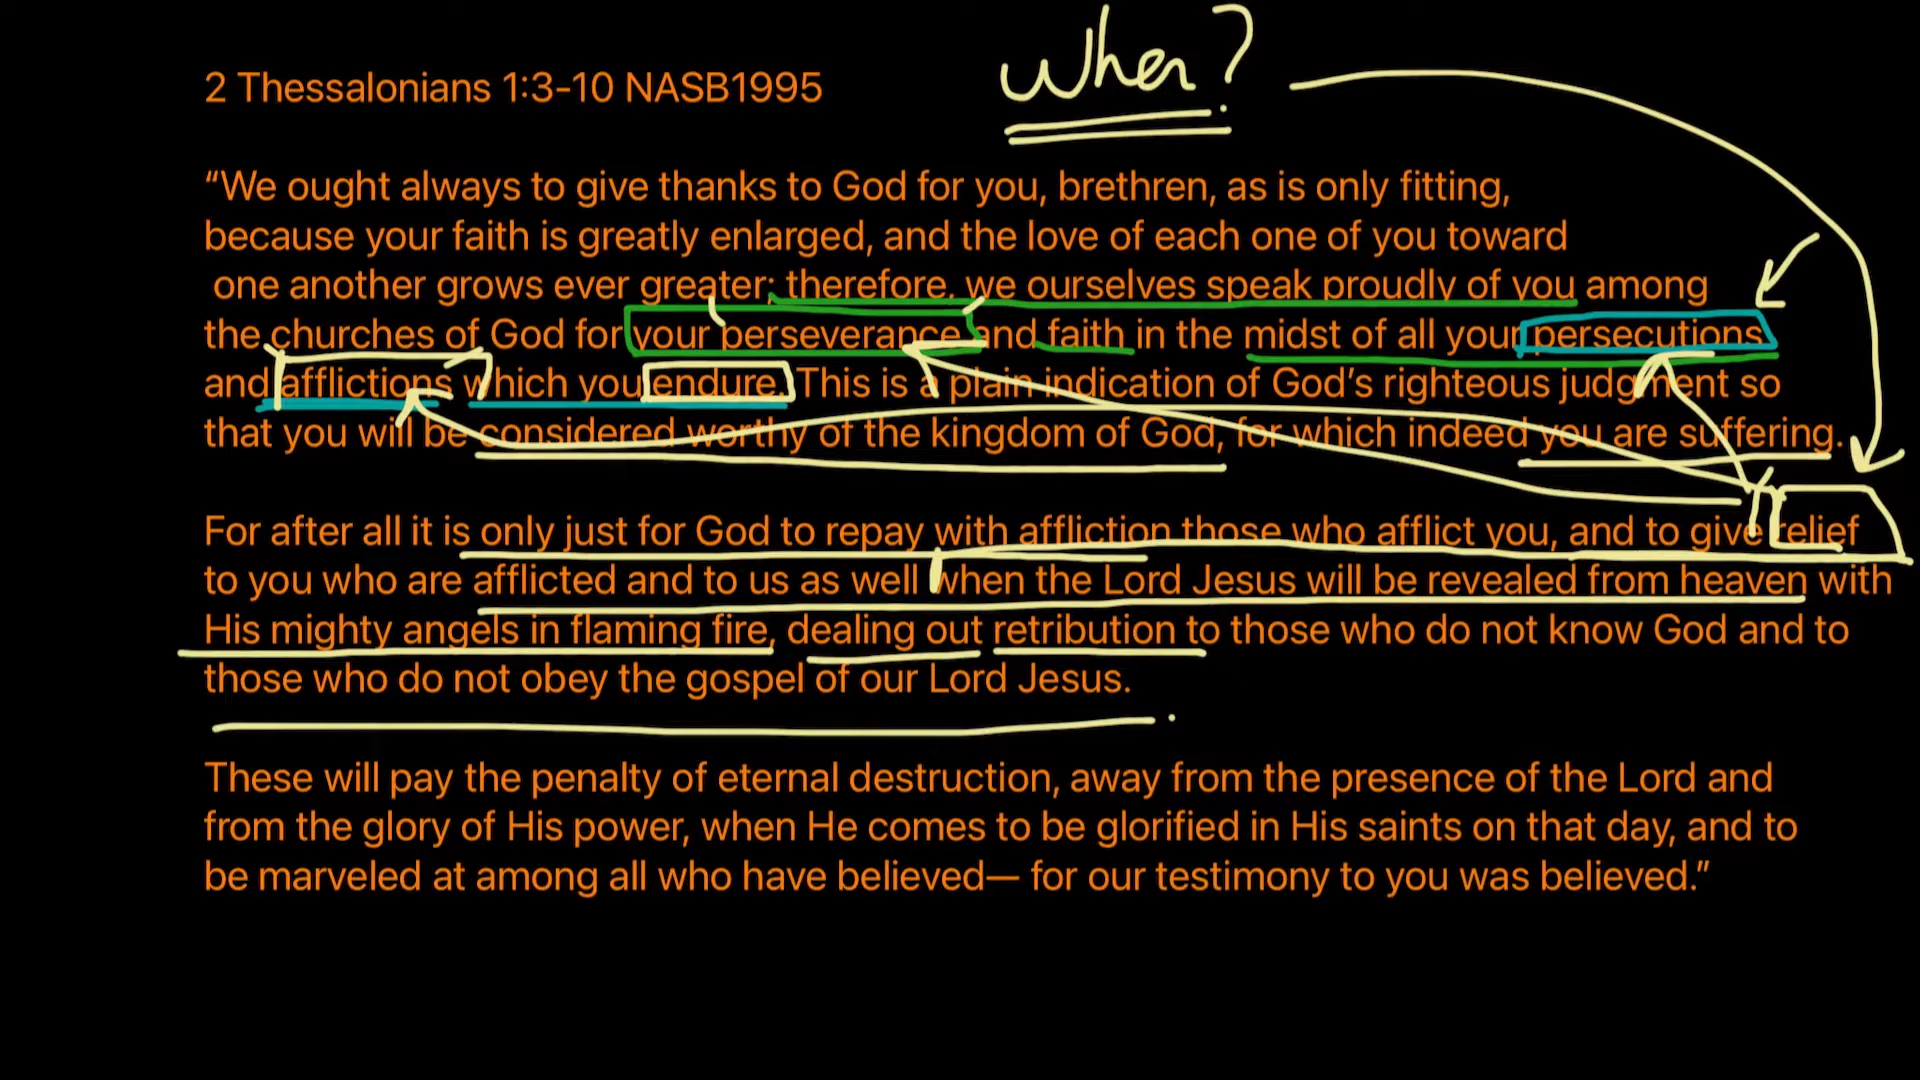 When?
2 Thessalonians 1:3-10 NASB1995
“We ought always to give thanks to God for you, brethren, as is only fitting,
because your faith is greatly enlarged, and the love of each one of you toward
one another grows ever greater; therefore, we ourselves speak proudly of you among
the churches of God for your perseverance and faith in the midst of all your persecutions
and afflictions which you endure. This is a plain indication of God’s righteous judgment so
that you will be considered worthy of the kingdom of God, for which indeed you are suffering.
For after all it is only just for God to repay with affliction those who afflict you, and to give relief
to you who are afflicted and to us as well when the Lord Jesus will be revealed from heaven with
His mighty angels in flaming fire, dealing out retribution to those who do not know God and to
those who do not obey the gospel of our Lord Jesus.
These will pay the penalty of eternal destruction, away from the presence of the Lord and
from the glory of His power, when He comes to be glorified in His saints on that day, and to
be marveled at among all who have believed— for our testimony to you was believed.”